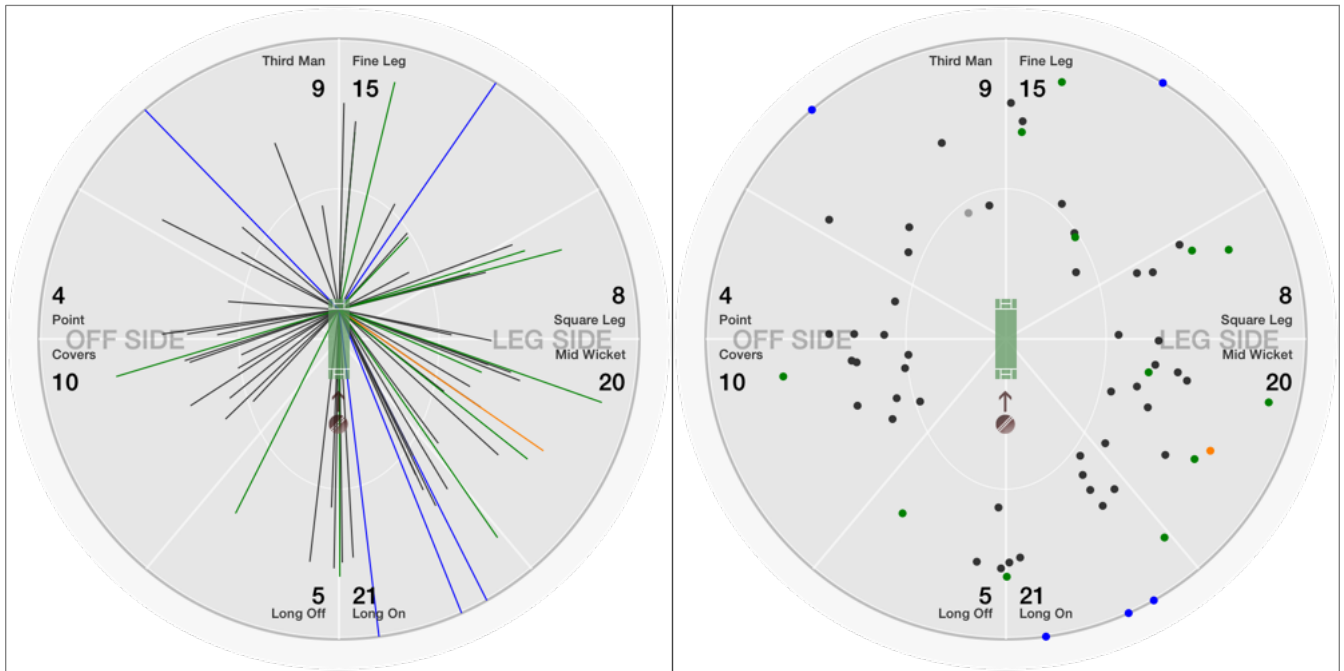 Third Man
Fine Leg
9
15
4
8
Point
Square Leg
OFF SIDE
LEG SIDE
Covers
Mid Wicket
10
20
5
21
Long Off
Long On
Third Man
Fine Leg
9
15
4
8
Point
Square Leg
OFF SIDE
LEG SIDE
Covers
Mid Wicket
10
20
5
21
Long Off
Long On